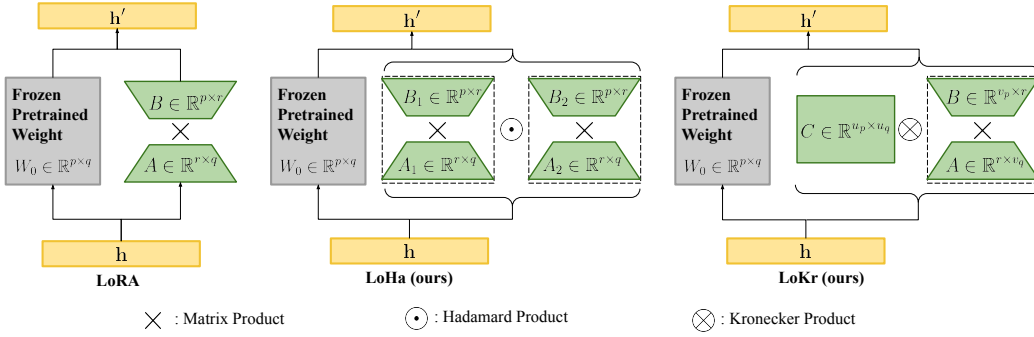 h′
Frozen
Pretrained
Weight
W₀ ∈ ℝ^{p×q}
B ∈ ℝ^{p×r}
×
A ∈ ℝ^{r×q}
h
LoRA
h′
Frozen
Pretrained
Weight
W₀ ∈ ℝ^{p×q}
B₁ ∈ ℝ^{p×r}
×
A₁ ∈ ℝ^{r×q}
⊙
B₂ ∈ ℝ^{p×r}
×
A₂ ∈ ℝ^{r×q}
h
LoHa (ours)
h′
Frozen
Pretrained
Weight
W₀ ∈ ℝ^{p×q}
C ∈ ℝ^{u_p×u_q}
⊗
B ∈ ℝ^{v_p×r}
×
A ∈ ℝ^{r×v_q}
h
LoKr (ours)
× : Matrix Product
⊙ : Hadamard Product
⊗ : Kronecker Product